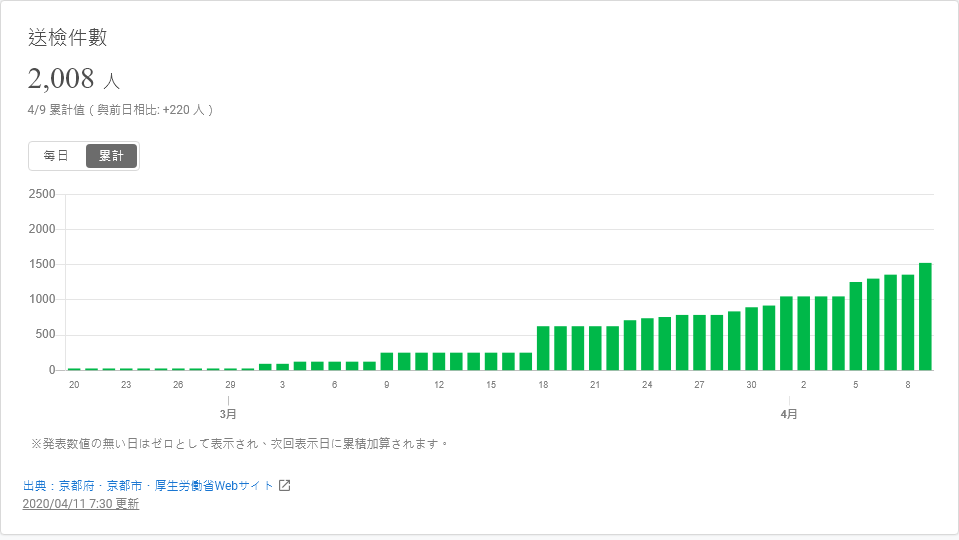 送檢件數
2,008 人
4/9 累計值 ( 與前日相比: +220 人 )
每日 累計
2500
2000
1500
1000
500
0
20 23 26 29 3 6 9 12 15 18 21 24 27 30 2 5 8
3月 4月
※発表数値の無い日はゼロとして表示され、次回表示日に累積加算されます。
出典：京都府・京都市・厚生労働省Webサイト
2020/04/11 7:30 更新